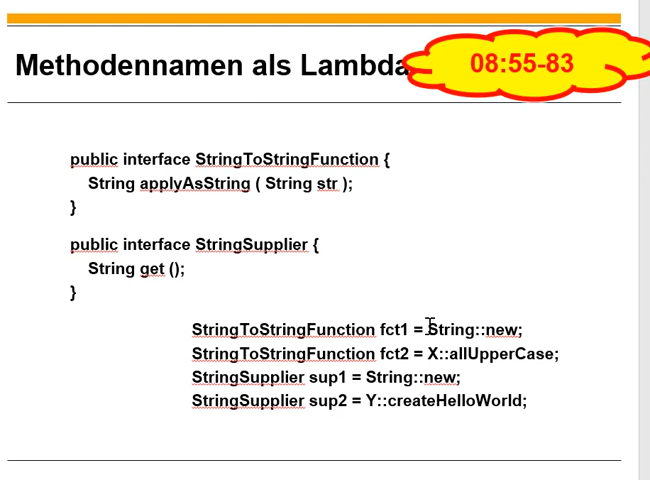 Methodennamen als Lambda
08:55-83
public interface StringToStringFunction {
String applyAsString ( String str );
}
public interface StringSupplier {
String get ();
}
StringToStringFunction fct1 = String::new;
StringToStringFunction fct2 = X::allUpperCase;
StringSupplier sup1 = String::new;
StringSupplier sup2 = Y::createHelloWorld;